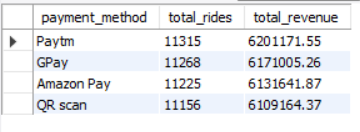 payment_method total_rides total_revenue
Paytm 11315 6201171.55
GPay 11268 6171005.26
Amazon Pay 11225 6131641.87
QR scan 11156 6109164.37